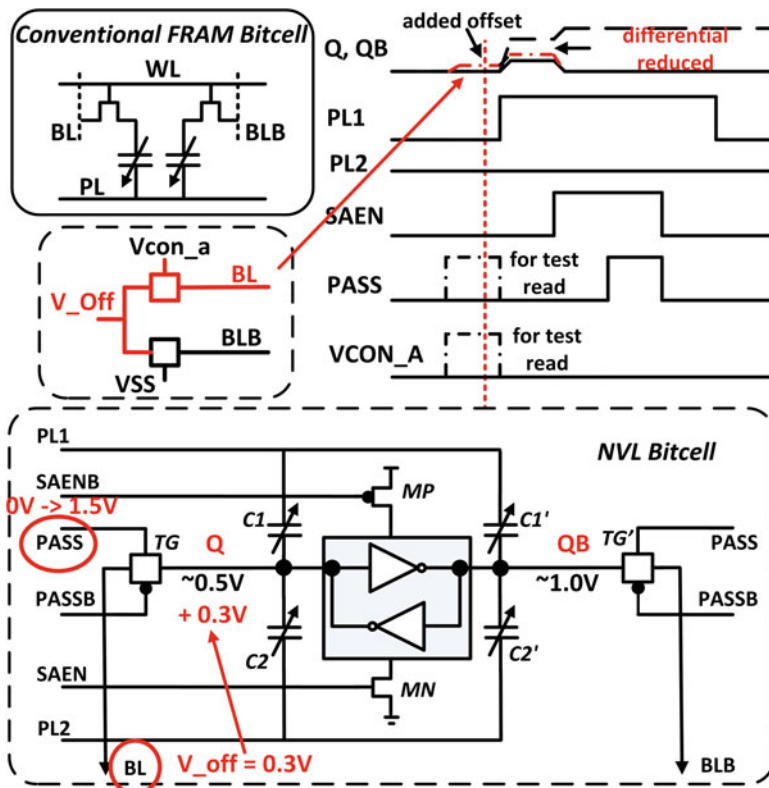 Conventional FRAM Bitcell
WL
BL
BLB
PL
Vcon_a
V_Off
BL
BLB
VSS
added offset
Q, QB
differential
reduced
PL1
PL2
SAEN
PASS
for test
read
VCON_A
for test
read
NVL Bitcell
PL1
SAENB
0V -> 1.5V
PASS
TG
Q
~0.5V
+ 0.3V
PASSB
SAEN
PL2
BL
V_off = 0.3V
C1
C2
MP
MN
C1'
C2'
QB
~1.0V
TG'
PASS
PASSB
BLB